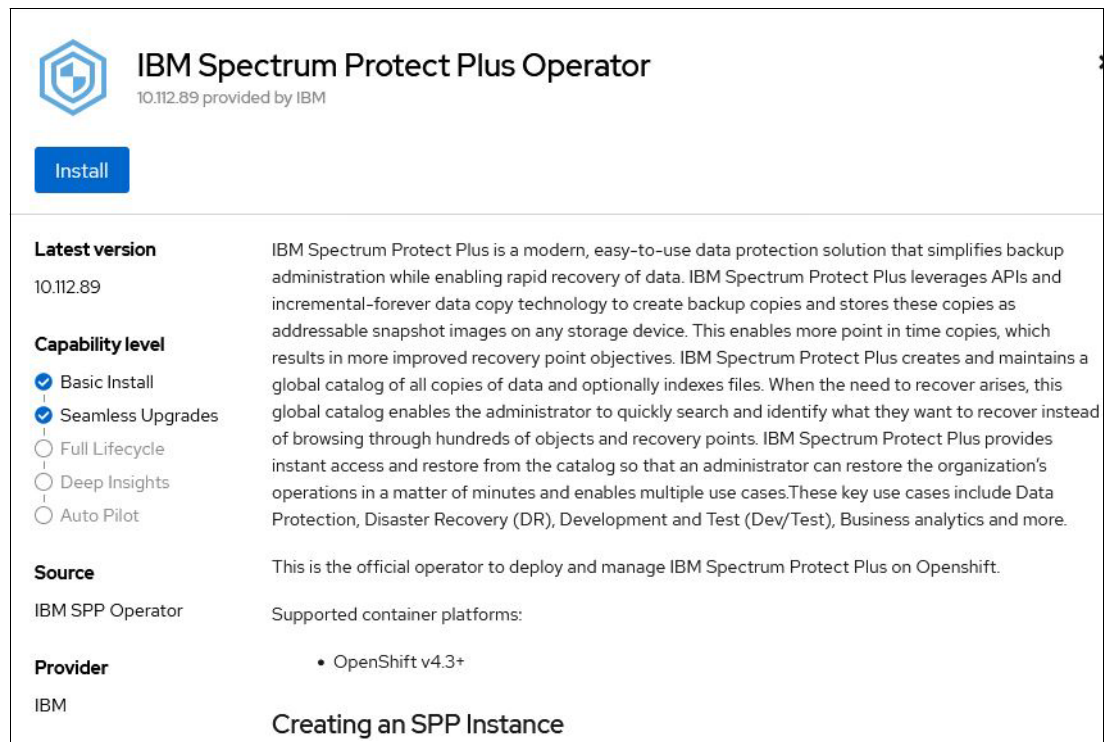 IBM Spectrum Protect Plus Operator
10.112.89 provided by IBM
Install
Latest version
10.112.89
Capability level
Basic Install
Seamless Upgrades
Full Lifecycle
Deep Insights
Auto Pilot
Source
IBM SPP Operator
Provider
IBM
IBM Spectrum Protect Plus is a modern, easy-to-use data protection solution that simplifies backup
administration while enabling rapid recovery of data. IBM Spectrum Protect Plus leverages APIs and
incremental-forever data copy technology to create backup copies and stores these copies as
addressable snapshot images on any storage device. This enables more point in time copies, which
results in more improved recovery point objectives. IBM Spectrum Protect Plus creates and maintains a
global catalog of all copies of data and optionally indexes files. When the need to recover arises, this
global catalog enables the administrator to quickly search and identify what they want to recover instead
of browsing through hundreds of objects and recovery points. IBM Spectrum Protect Plus provides
instant access and restore from the catalog so that an administrator can restore the organization's
operations in a matter of minutes and enables multiple use cases.These key use cases include Data
Protection, Disaster Recovery (DR), Development and Test (Dev/Test), Business analytics and more.
This is the official operator to deploy and manage IBM Spectrum Protect Plus on Openshift.
Supported container platforms:
• OpenShift v4.3+
Creating an SPP Instance